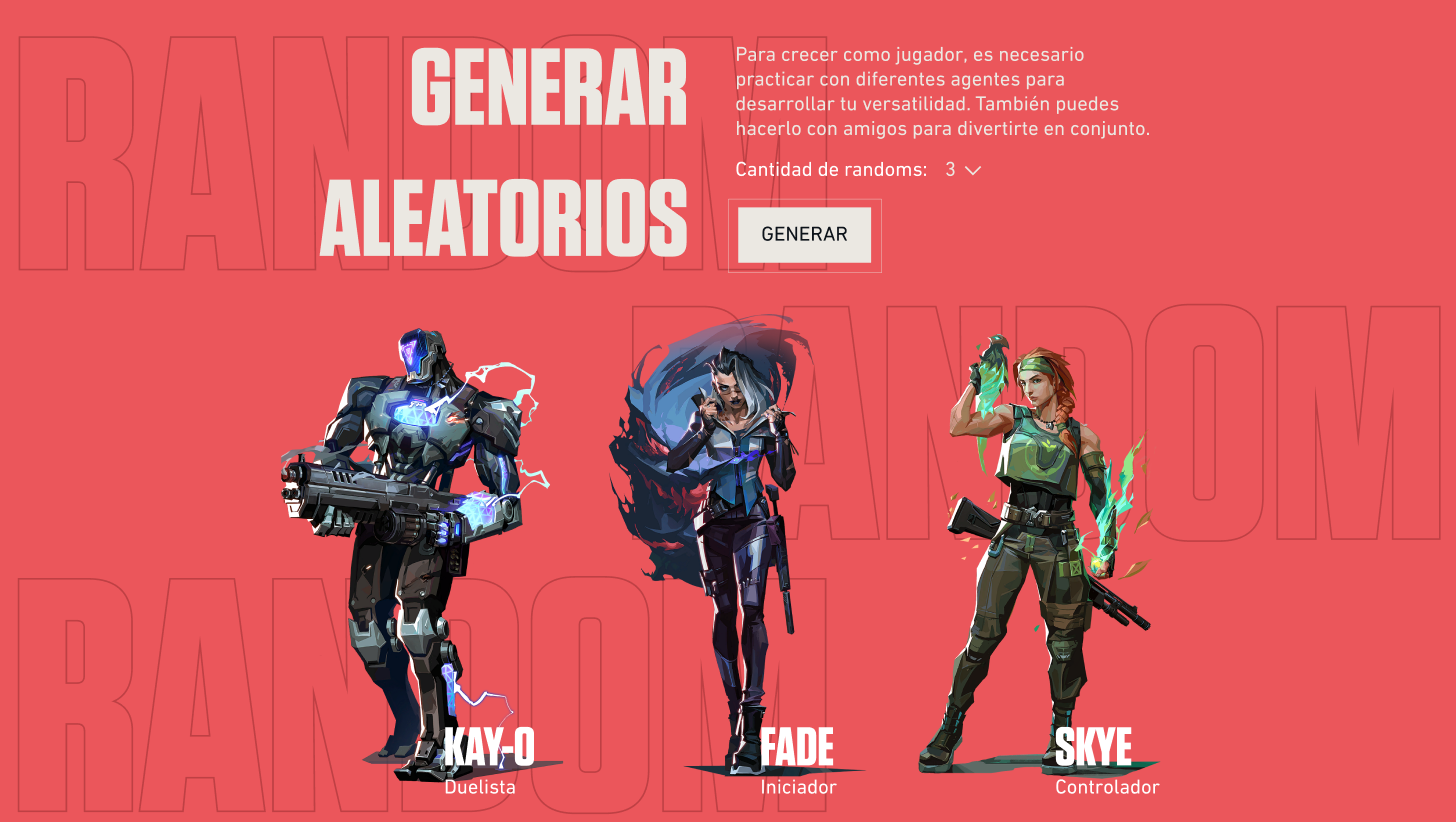 RANDOM
GENERAR
ALEATORIOS
Para crecer como jugador, es necesario
practicar con diferentes agentes para
desarrollar tu versatilidad. También puedes
hacerlo con amigos para divertirte en conjunto.
Cantidad de randoms: 3
GENERAR
RANDOM
RANDOM
KAY-O
Duelista
FADE
Iniciador
SKYE
Controlador